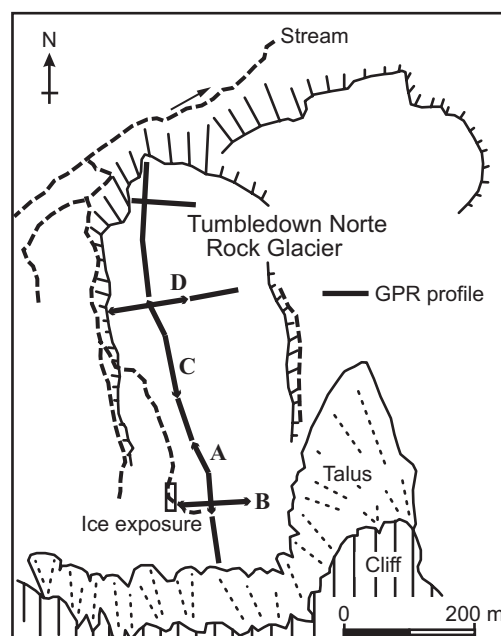 Stream
N
Tumbledown Norte
Rock Glacier
D
GPR profile
C
A
Talus
B
Ice exposure
Cliff
0 200 m